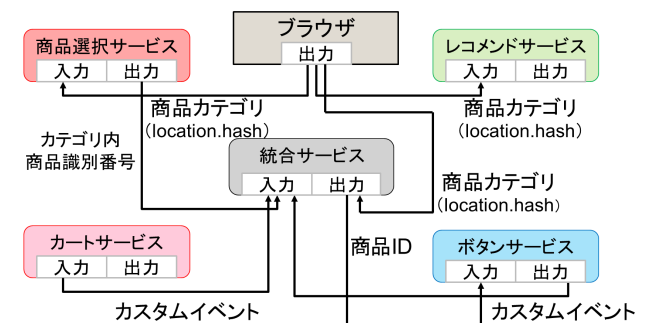 ブラウザ
出力
商品選択サービス
入力
出力
レコメンドサービス
入力
出力
商品カテゴリ
(location.hash)
商品カテゴリ
(location.hash)
カテゴリ内
商品識別番号
統合サービス
入力
出力
商品カテゴリ
(location.hash)
カートサービス
入力
出力
商品ID
ボタンサービス
入力
出力
カスタムイベント
カスタムイベント